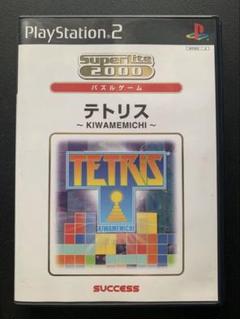 PlayStation 2
SuperLite
2000
パズルゲーム
テトリス
～ KIWAMEMICHI ～
TETRIS
KIWAMEMICHI
SUCCESS